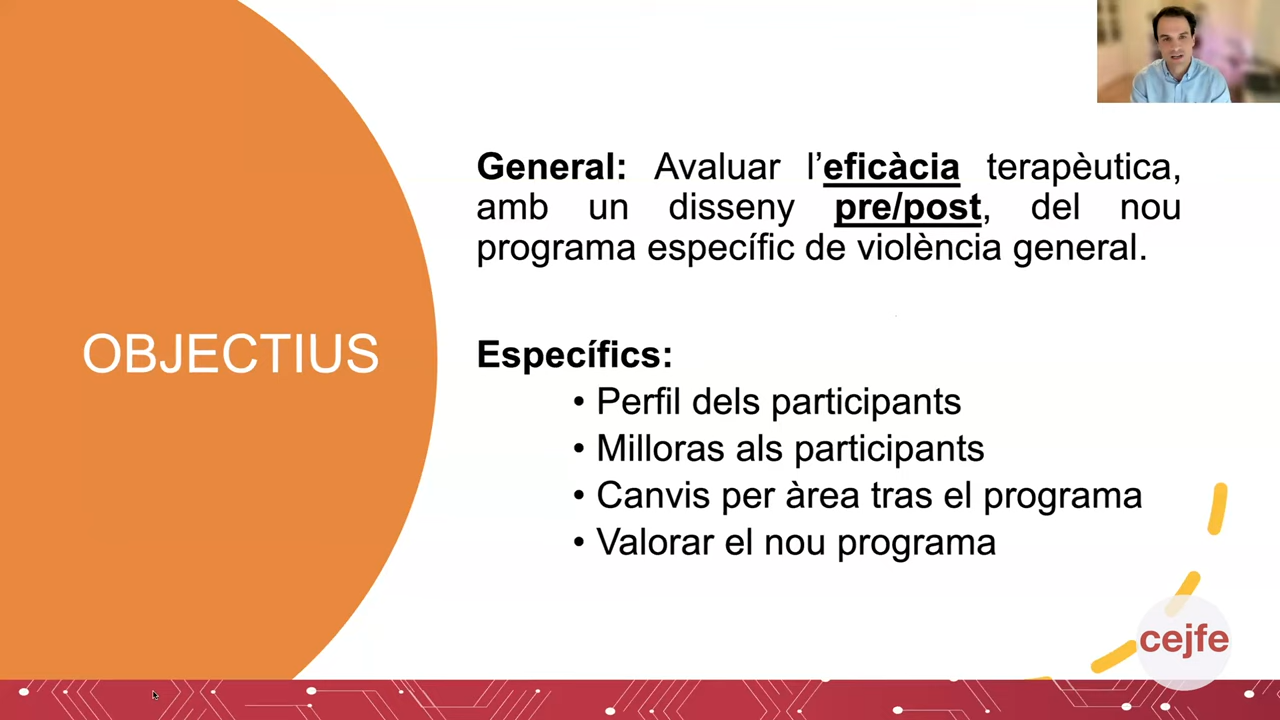 OBJECTIUS
General: Avaluar l’eficàcia terapèutica,
amb un disseny pre/post, del nou
programa específic de violència general.
Específics:
• Perfil dels participants
• Milloras als participants
• Canvis per àrea tras el programa
• Valorar el nou programa
cejfe